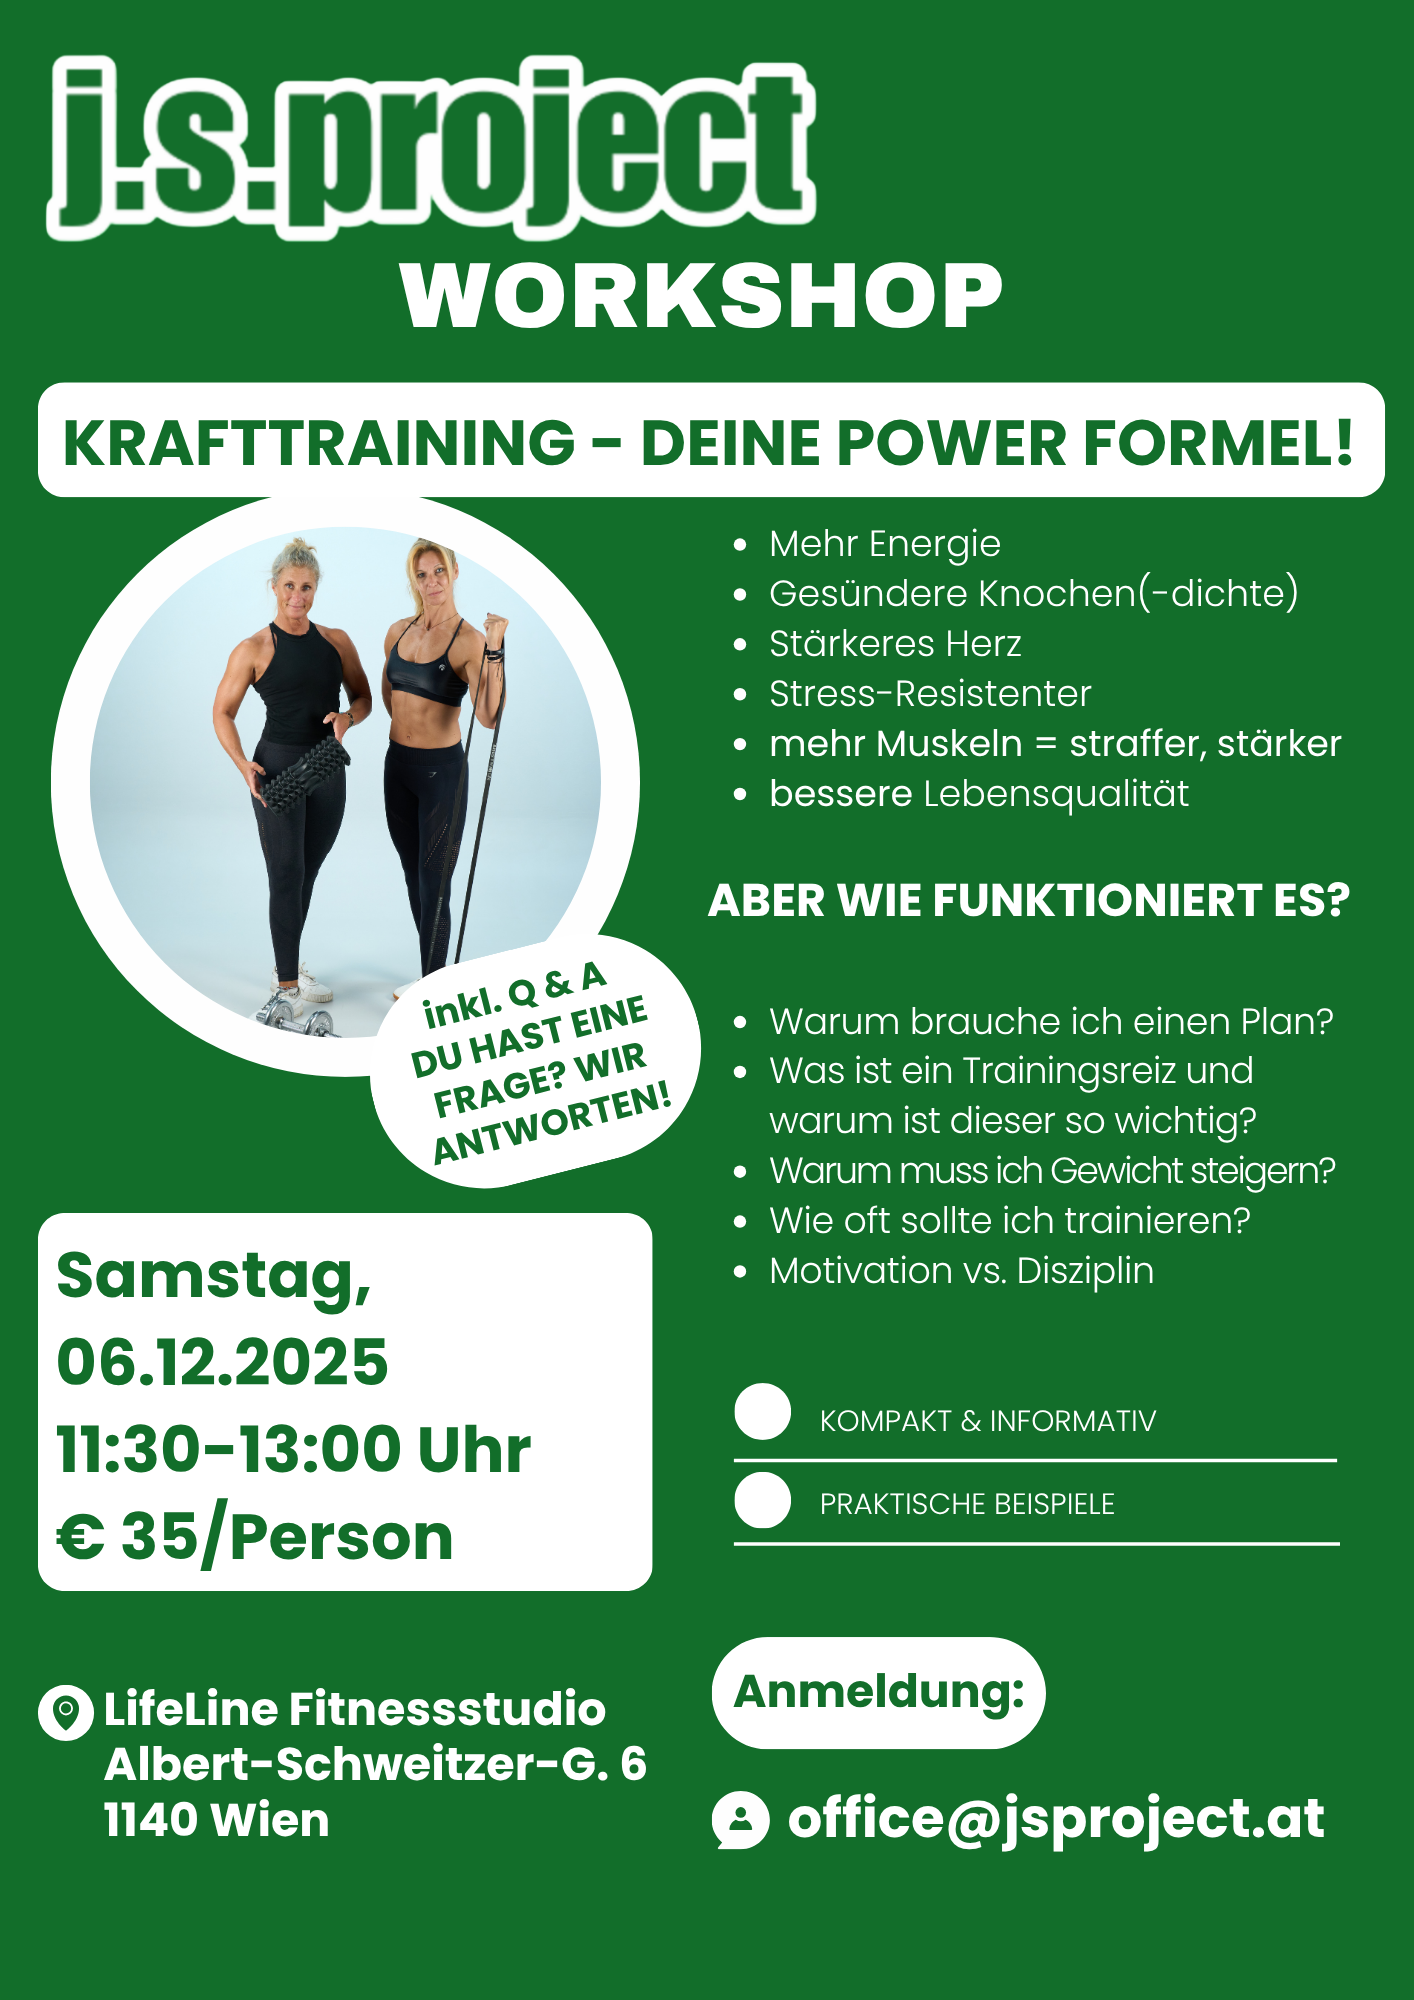 j.s.project
WORKSHOP
KRAFTTRAINING - DEINE POWER FORMEL!
• Mehr Energie
• Gesündere Knochen(-dichte)
• Stärkeres Herz
• Stress-Resistenter
• mehr Muskeln = straffer, stärker
• bessere Lebensqualität
inkl. Q & A
DU HAST EINE
FRAGE? WIR
ANTWORTEN!
ABER WIE FUNKTIONIERT ES?
• Warum brauche ich einen Plan?
• Was ist ein Trainingsreiz und
warum ist dieser so wichtig?
• Warum muss ich Gewicht steigern?
• Wie oft sollte ich trainieren?
• Motivation vs. Disziplin
Samstag,
06.12.2025
11:30-13:00 Uhr
€ 35/Person
KOMPAKT & INFORMATIV
PRAKTISCHE BEISPIELE
LifeLine Fitnessstudio
Albert-Schweitzer-G. 6
1140 Wien
Anmeldung:
office@jsproject.at